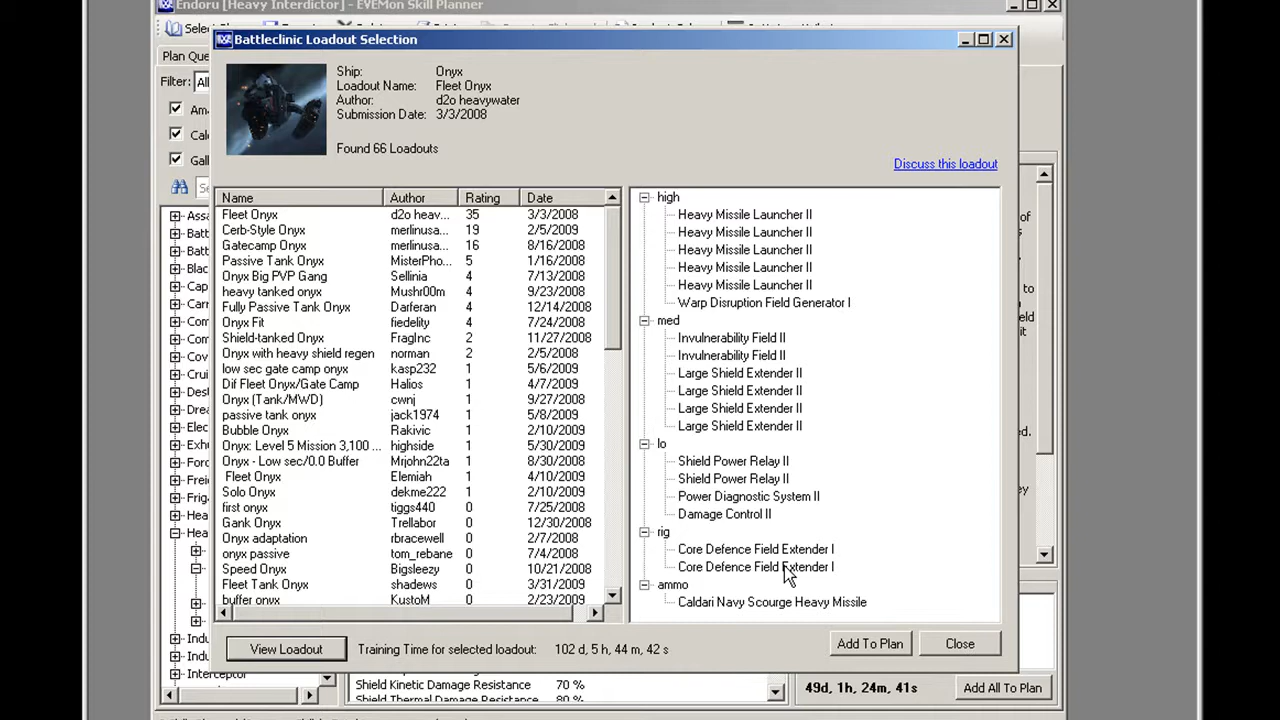 Endoru [Heavy Interdictor] - EVEMon Skill Planner
Battleclinic Loadout Selection
Plan Que
Filter:
Ship: Onyx
Loadout Name: Fleet Onyx
Author: d2o heavywater
Submission Date: 3/3/2008
Found 66 Loadouts
Discuss this loadout
Name Author Rating Date
Fleet Onyx d2o heav... 35 3/3/2008
Cerb-Style Onyx merlinusa... 19 2/5/2009
Gatecamp Onyx merlinusa... 16 8/16/2008
Passive Tank Onyx MisterPho... 5 1/16/2008
Onyx Big PVP Gang Sellinia 4 7/13/2008
heavy tanked onyx Mushr00m 4 9/23/2008
Fully Passive Tank Onyx Darferan 4 12/14/2008
Onyx Fit fiedelity 4 7/24/2008
Shield-tanked Onyx FragInc 2 11/27/2008
Onyx with heavy shield regen norman 2 2/5/2008
low sec gate camp onyx kasp232 1 5/6/2009
Dif Fleet Onyx/Gate Camp Halios 1 4/7/2009
Onyx (Tank/MWD) cwnj 1 9/27/2008
passive tank onyx jack1974 1 5/8/2009
Bubble Onyx Rakivic 1 2/10/2009
Onyx: Level 5 Mission 3,100 ... highside 1 5/30/2009
Onyx - Low sec/0.0 Buffer Mrjohn22ta 1 8/30/2008
Fleet Onyx Elemiah 1 4/10/2009
Solo Onyx dekme222 1 2/10/2009
first onyx tiggs440 0 7/25/2008
Gank Onyx Trellabor 0 12/30/2008
Onyx adaptation rbracewell 0 2/7/2008
onyx passive tom_rebane 0 7/4/2008
Speed Onyx Bigsleezy 0 10/21/2008
Fleet Tank Onyx shadews 0 3/31/2009
buffer onyx KustoM 0 2/23/2009
high
Heavy Missile Launcher II
Heavy Missile Launcher II
Heavy Missile Launcher II
Heavy Missile Launcher II
Heavy Missile Launcher II
Warp Disruption Field Generator I
med
Invulnerability Field II
Invulnerability Field II
Large Shield Extender II
Large Shield Extender II
Large Shield Extender II
Large Shield Extender II
lo
Shield Power Relay II
Shield Power Relay II
Power Diagnostic System II
Damage Control II
rig
Core Defence Field Extender I
Core Defence Field Extender I
ammo
Caldari Navy Scourge Heavy Missile
View Loadout
Training Time for selected loadout: 102 d, 5 h, 44 m, 42 s
Add To Plan
Close
Interceptor
Shield Kinetic Damage Resistance 70 %
Shield Thermal Damage Resistance 80 %
49d, 1h, 24m, 41s
Add All To Plan